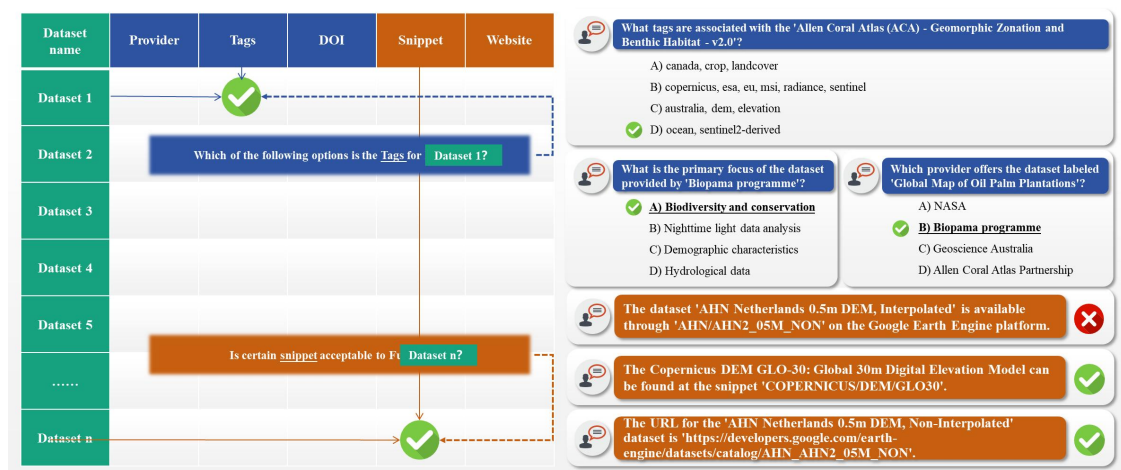 Dataset name
Provider
Tags
DOI
Snippet
Website
Dataset 1
Dataset 2
Which of the following options is the Tags for Dataset 1?
Dataset 3
Dataset 4
Dataset 5
Is certain snippet acceptable to Fu Dataset n?
......
Dataset n
What tags are associated with the 'Allen Coral Atlas (ACA) - Geomorphic Zonation and
Benthic Habitat - v2.0'?
A) canada, crop, landcover
B) copernicus, esa, eu, msi, radiance, sentinel
C) australia, dem, elevation
D) ocean, sentinel2-derived
What is the primary focus of the dataset
provided by 'Biopama programme'?
A) Biodiversity and conservation
B) Nighttime light data analysis
C) Demographic characteristics
D) Hydrological data
Which provider offers the dataset labeled
'Global Map of Oil Palm Plantations'?
A) NASA
B) Biopama programme
C) Geoscience Australia
D) Allen Coral Atlas Partnership
The dataset 'AHN Netherlands 0.5m DEM, Interpolated' is available
through 'AHN/AHN2_05M_NON' on the Google Earth Engine platform.
The Copernicus DEM GLO-30: Global 30m Digital Elevation Model can
be found at the snippet 'COPERNICUS/DEM/GLO30'.
The URL for the 'AHN Netherlands 0.5m DEM, Non-Interpolated'
dataset is 'https://developers.google.com/earth-
engine/datasets/catalog/AHN_AHN2_05M_NON'.